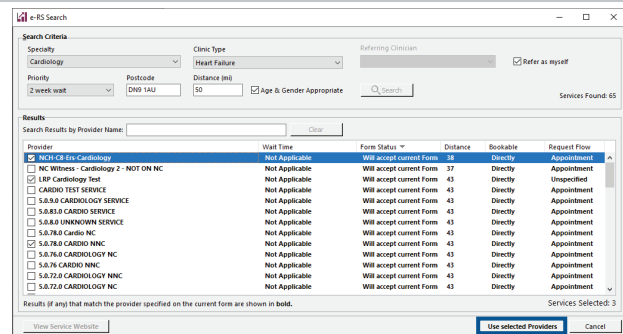 e-RS Search
Search Criteria
Specialty Clinic Type Referring Clinician
Cardiology Heart Failure Refer as myself
Priority Postcode Distance (mi)
2 week wait DN9 1AU 50 Age & Gender Appropriate Search
Services Found: 65
Results
Search Results by Provider Name: Clear
Provider Wait Time Form Status Distance Bookable Request Flow
NCH-C8-Ers-Cardiology Not Applicable Will accept current Form 38 Directly Appointment
NC Witness - Cardiology 2 - NOT ON NC Not Applicable Will accept current Form 37 Directly Appointment
LRP Cardiology Test Not Applicable Will accept current Form 43 Directly Unspecified
CARDIO TEST SERVICE Not Applicable Will accept current Form 43 Directly Appointment
5.0.9.0 CARDIOLOGY SERVICE Not Applicable Will accept current Form 43 Directly Appointment
5.0.83.0 CARDIO SERVICE Not Applicable Will accept current Form 43 Directly Appointment
5.0.8.0 UNKNOWN SERVICE Not Applicable Will accept current Form 43 Directly Appointment
5.0.78.0 Cardio NC Not Applicable Will accept current Form 43 Directly Appointment
5.0.78.0 CARDIO NNC Not Applicable Will accept current Form 43 Directly Appointment
5.0.76.0 CARDIOLOGY NC Not Applicable Will accept current Form 43 Directly Appointment
5.0.76 CARDIO NNC Not Applicable Will accept current Form 43 Directly Appointment
5.0.72.0 CARDIOLOGY NNC Not Applicable Will accept current Form 43 Directly Appointment
5.0.72.0 CARDIOLOGY NC Not Applicable Will accept current Form 43 Directly Appointment
Results (if any) that match the provider specified on the current form are shown in bold. Services Selected: 3
View Service Website Use selected Providers Cancel